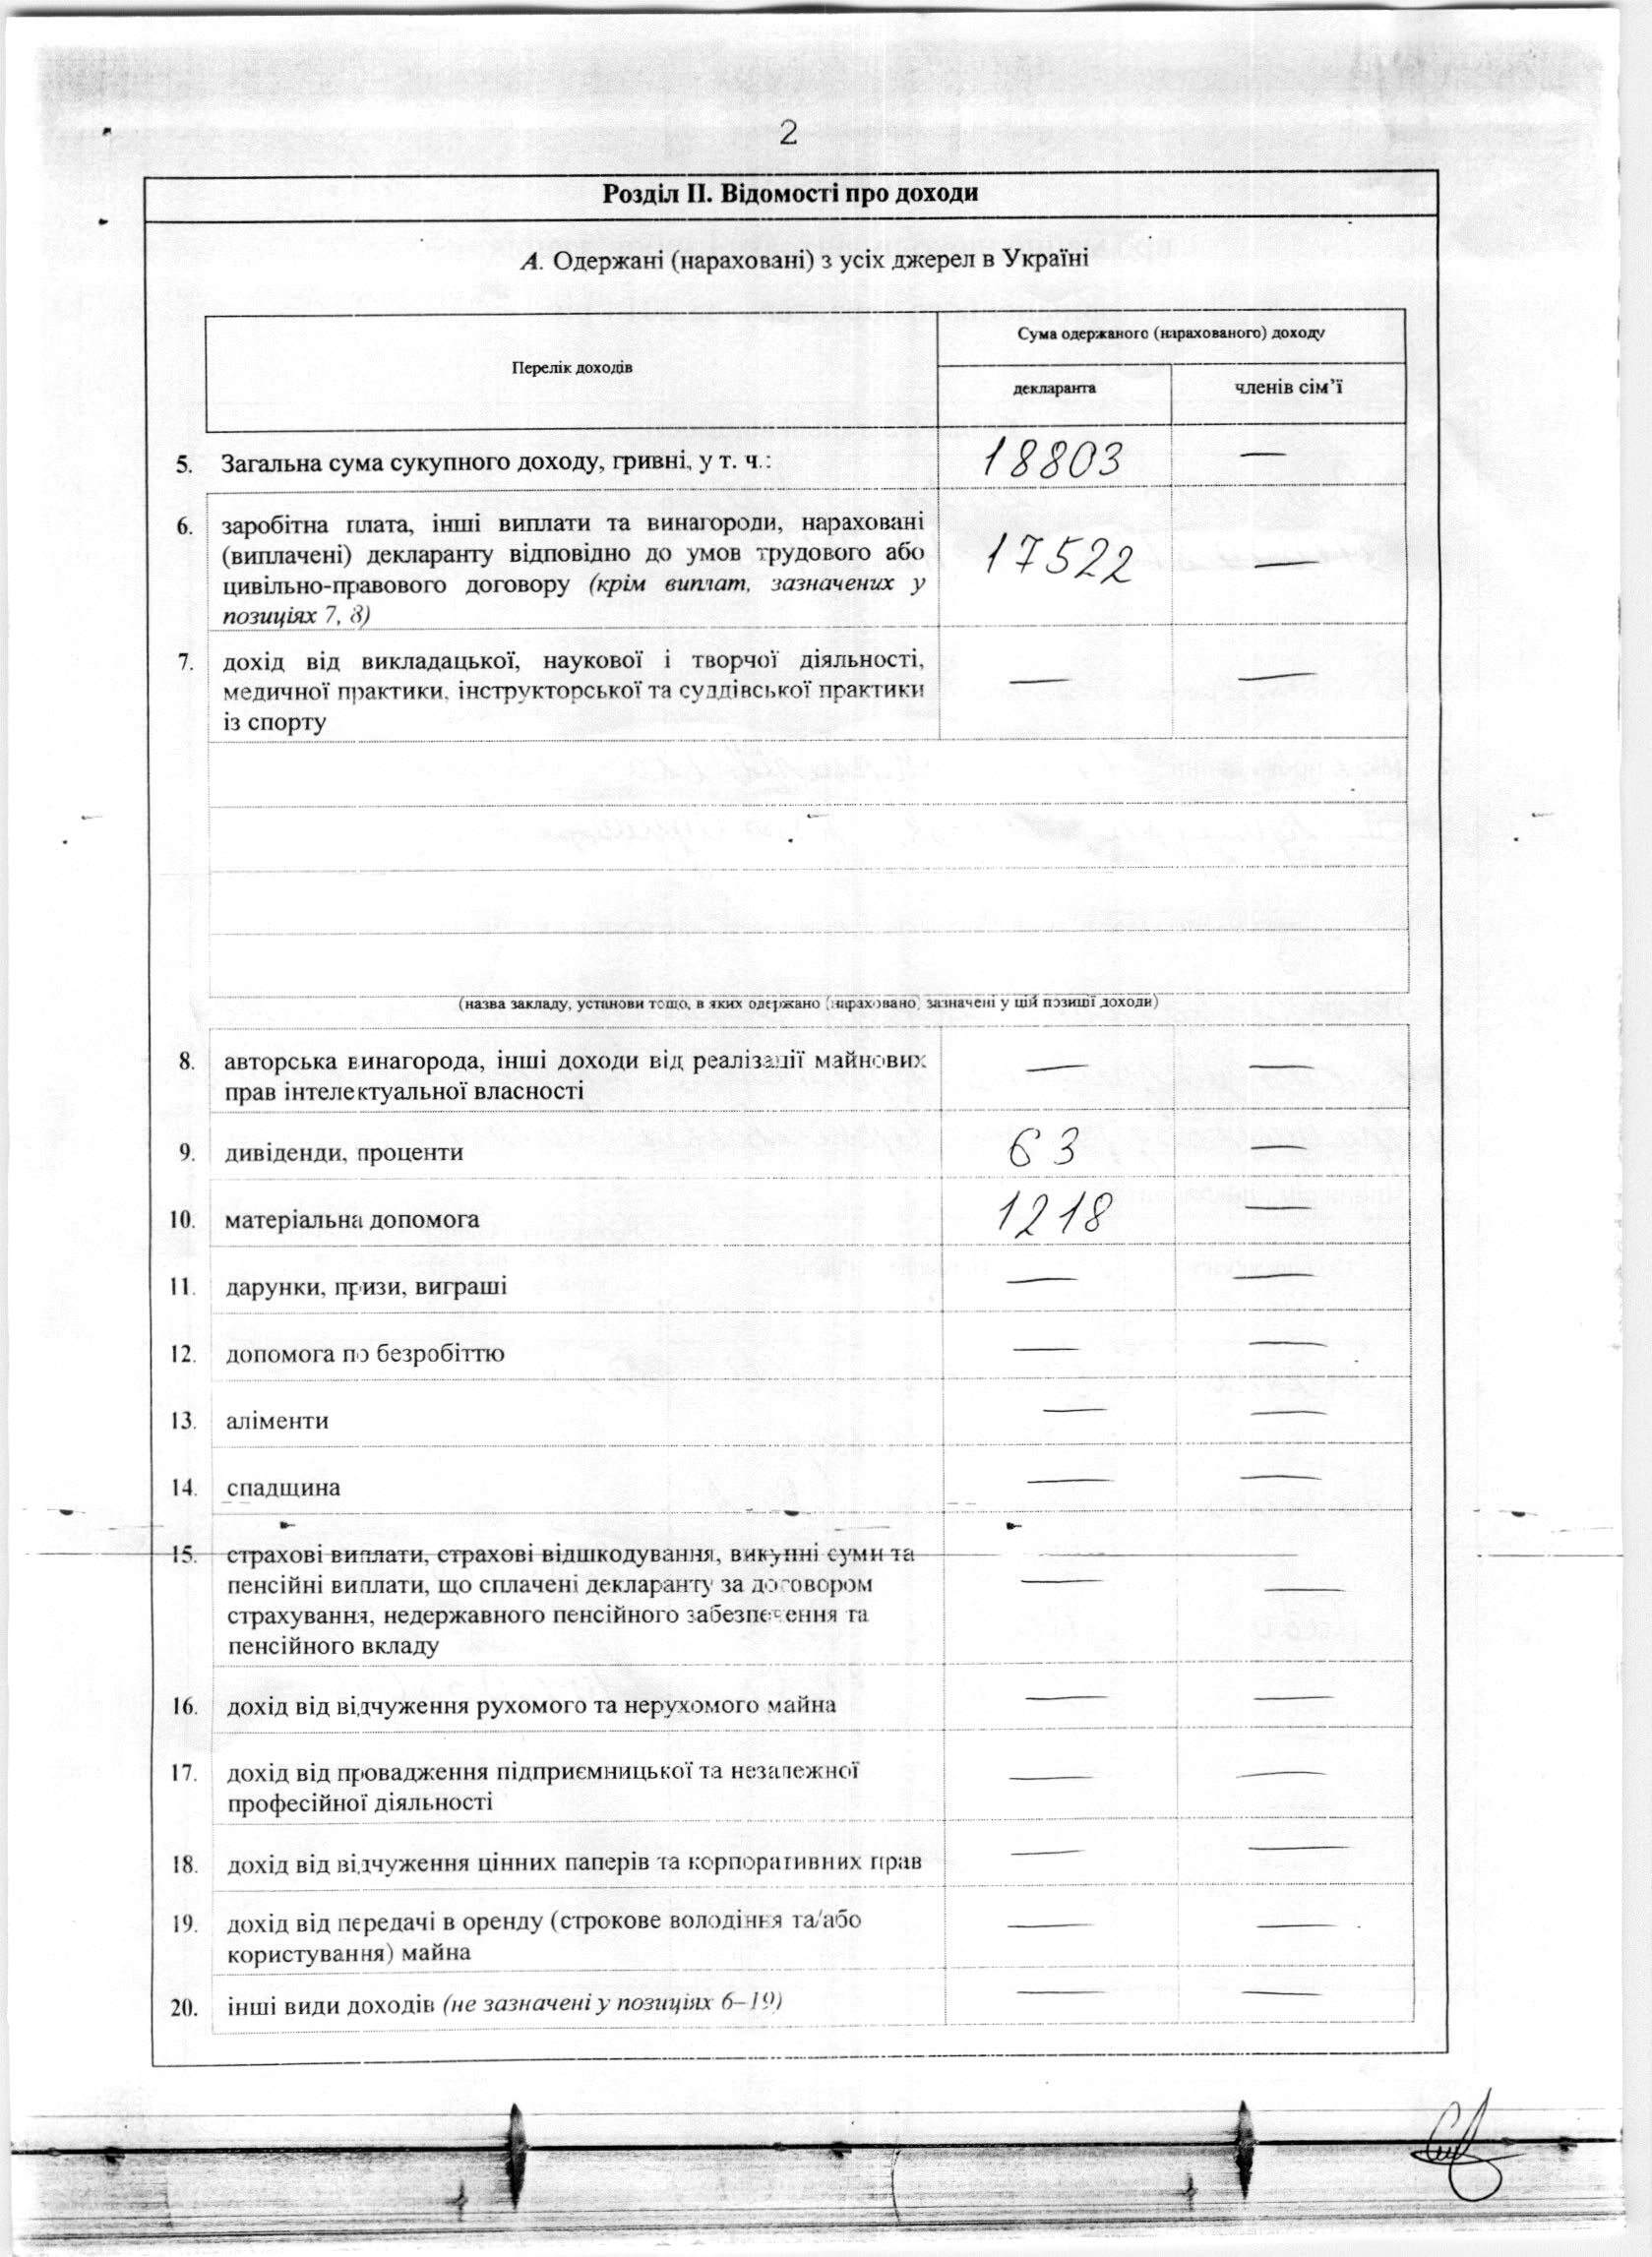 2
Розділ II. Відомості про доходи
А. Одержані (нараховані) з усіх джерел в Україні
Перелік доходів
Сума одержаного (нарахованого) доходу
декларанта
членів сім’ї
5. Загальна сума сукупного доходу, гривні, у т. ч.: 18803 —
6. заробітна плата, інші виплати та винагороди, нараховані
(виплачені) декларанту відповідно до умов трудового або 17522 —
цивільно-правового договору (крім виплат, зазначених у
позиціях 7, 8)
7. дохід від викладацької, наукової і творчої діяльності,
медичної практики, інструкторської та суддівської практики — —
із спорту
(назва закладу, установи тощо, в яких одержано (нараховано) зазначені у цій позиції доходи)
8. авторська винагорода, інші доходи від реалізації майнових — —
прав інтелектуальної власності
9. дивіденди, проценти 63 —
10. матеріальна допомога 1218 —
11. дарунки, призи, виграші — —
12. допомога по безробіттю — —
13. аліменти — —
14. спадщина — —
15. страхові виплати, страхові відшкодування, викупні суми та
пенсійні виплати, що сплачені декларанту за договором — —
страхування, недержавного пенсійного забезпечення та
пенсійного вкладу
16. дохід від відчуження рухомого та нерухомого майна — —
17. дохід від провадження підприємницької та незалежної — —
професійної діяльності
18. дохід від відчуження цінних паперів та корпоративних прав — —
19. дохід від передачі в оренду (строкове володіння та/або — —
користування) майна
20. інші види доходів (не зазначені у позиціях 6–19) — —